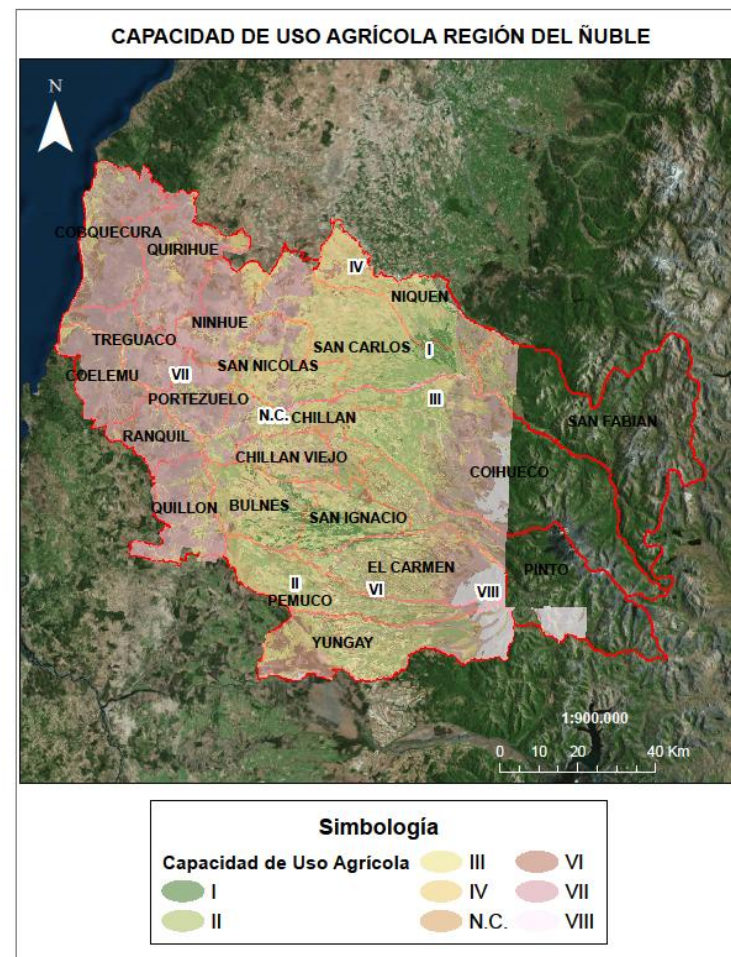 CAPACIDAD DE USO AGRÍCOLA REGIÓN DEL ÑUBLE
N
COBQUECURA
QUIRIHUE
IV
NIQUEN
NINHUE
TREGUACO
SAN CARLOS
I
SAN NICOLAS
COELEMU
VII
PORTEZUELO
III
N.C.
CHILLAN
SAN FABIAN
RANQUIL
CHILLAN VIEJO
COIHUECO
QUILLON
BULNES
SAN IGNACIO
EL CARMEN
PINTO
II
VI
VIII
PEMUCO
YUNGAY
1:900.000
0 10 20 40 Km
Simbología
Capacidad de Uso Agrícola
I
II
III
IV
N.C.
VI
VII
VIII